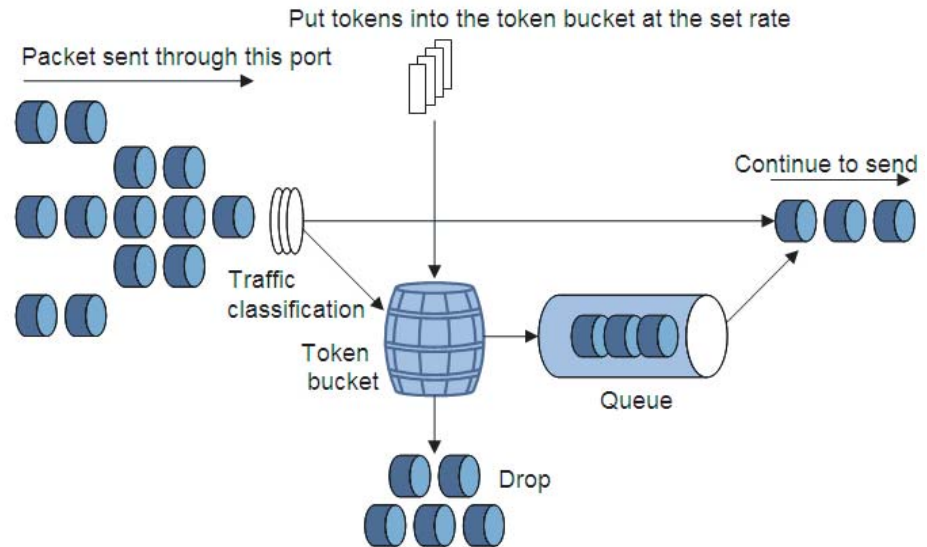 Put tokens into the token bucket at the set rate
Packet sent through this port
Continue to send
Traffic
classification
Token
bucket
Queue
Drop